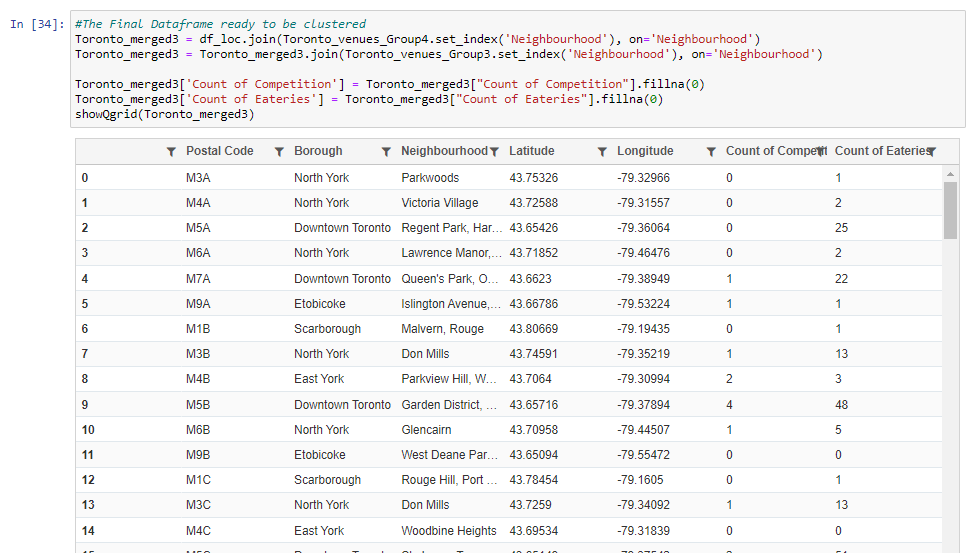 In [34]: #The Final Dataframe ready to be clustered
Toronto_merged3 = df_loc.join(Toronto_venues_Group4.set_index('Neighbourhood'), on='Neighbourhood')
Toronto_merged3 = Toronto_merged3.join(Toronto_venues_Group3.set_index('Neighbourhood'), on='Neighbourhood')
Toronto_merged3['Count of Competition'] = Toronto_merged3["Count of Competition"].fillna(0)
Toronto_merged3['Count of Eateries'] = Toronto_merged3["Count of Eateries"].fillna(0)
showQgrid(Toronto_merged3)
Postal Code Borough Neighbourhood Latitude Longitude Count of Competit Count of Eateries
0 M3A North York Parkwoods 43.75326 -79.32966 0 1
1 M4A North York Victoria Village 43.72588 -79.31557 0 2
2 M5A Downtown Toronto Regent Park, Har... 43.65426 -79.36064 0 25
3 M6A North York Lawrence Manor,... 43.71852 -79.46476 0 2
4 M7A Downtown Toronto Queen's Park, O... 43.6623 -79.38949 1 22
5 M9A Etobicoke Islington Avenue,... 43.66786 -79.53224 1 1
6 M1B Scarborough Malvern, Rouge 43.80669 -79.19435 0 1
7 M3B North York Don Mills 43.74591 -79.35219 1 13
8 M4B East York Parkview Hill, W... 43.7064 -79.30994 2 3
9 M5B Downtown Toronto Garden District, ... 43.65716 -79.37894 4 48
10 M6B North York Glencairn 43.70958 -79.44507 1 5
11 M9B Etobicoke West Deane Par... 43.65094 -79.55472 0 0
12 M1C Scarborough Rouge Hill, Port ... 43.78454 -79.1605 0 1
13 M3C North York Don Mills 43.7259 -79.34092 1 13
14 M4C East York Woodbine Heights 43.69534 -79.31839 0 0